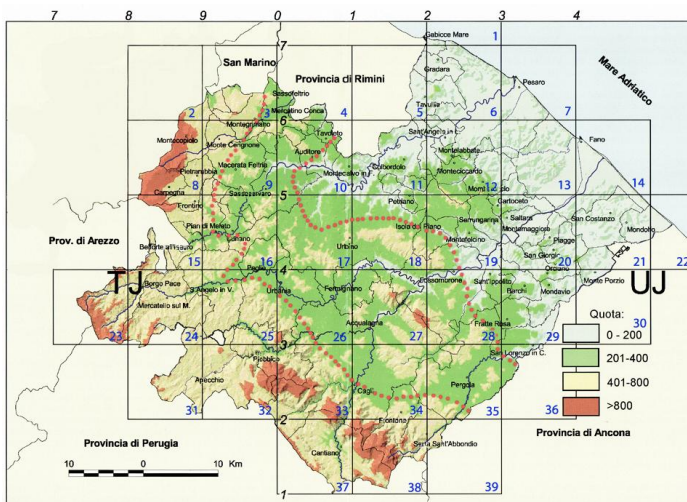 7 8 9 0 1 2 3 4
7 Gabicce Mare 1
San Marino
Provincia di Rimini
Gradara
Mare Adriatico
Sassofeltrio
Pesaro
Mercatino Conca
Tavullia
2 6 3 4 5 6 7
Montegrimano
Tavoleto
Sant'Angelo in L.
Montecopiolo
Monte Cerignone
Auditore
Montelabbate
Fano
Macerata Feltria
Colbordolo
Pietrarubbia
Montecalvo in F.
Monteciccardo
8 9 10 11 12 13 14
Carpegna
Sassocorvaro
5
Frontino
Petriano
Cartoceto
Serrungarina
Saltara
San Costanzo
Pian di Meleto
Isola del Piano
Montemaggiore
Mondolfo
Lunano
Montefelcino
Piagge
Prov. di Arezzo
Belforte all'Isauro
Urbino
San Giorgio
15 16 17 18 19 20 21 22
Peglio
4
Orciano
TJ UJ
Borgo Pace
Fossombrone
Sant'Ippolito
Monte Porzio
S.Angelo in V.
Urbania
Fermignano
Barchi
Mondavio
Mercatello sul M.
Quota:
Acqualagna
Fratte Rosa
30
0 - 200
23 24 25 26 27 28 29
3
San Lorenzo in C.
201-400
Piobbico
Apecchio
401-800
Cagli
Pergola
>800
31 32 33 34 35 36
2
Frontone
Provincia di Ancona
Provincia di Perugia
Serra Sant'Abbondio
Cantiano
10 0 10 Km
37 38 39
1